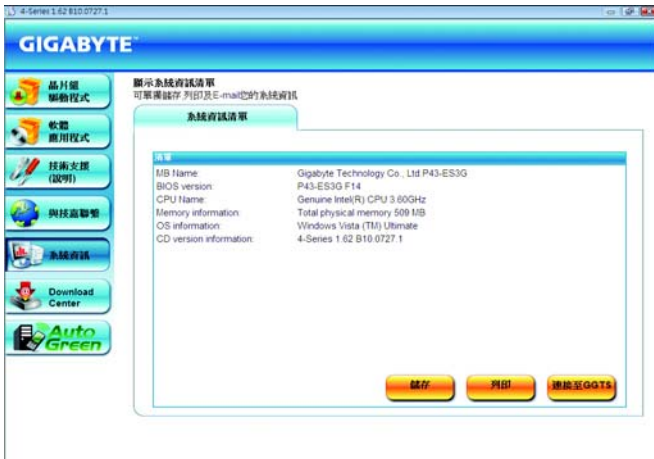 4-Series 1.62 B10.0727.1
GIGABYTE™
晶片組
驅動程式
軟體
應用程式
技術支援
(說明)
與技嘉聯繫
系統資訊
Download
Center
Auto
Green
顯示系統資訊清單
可單獨儲存,列印及E-mail您的系統資訊
系統資訊清單
清單
MB Name: Gigabyte Technology Co., Ltd P43-ES3G
BIOS version: P43-ES3G F14
CPU Name: Genuine Intel(R) CPU 3.60GHz
Memory information: Total physical memory 509 MB
OS information: Windows Vista (TM) Ultimate
CD version information: 4-Series 1.62 B10.0727.1
儲存
列印
連接至GGTS